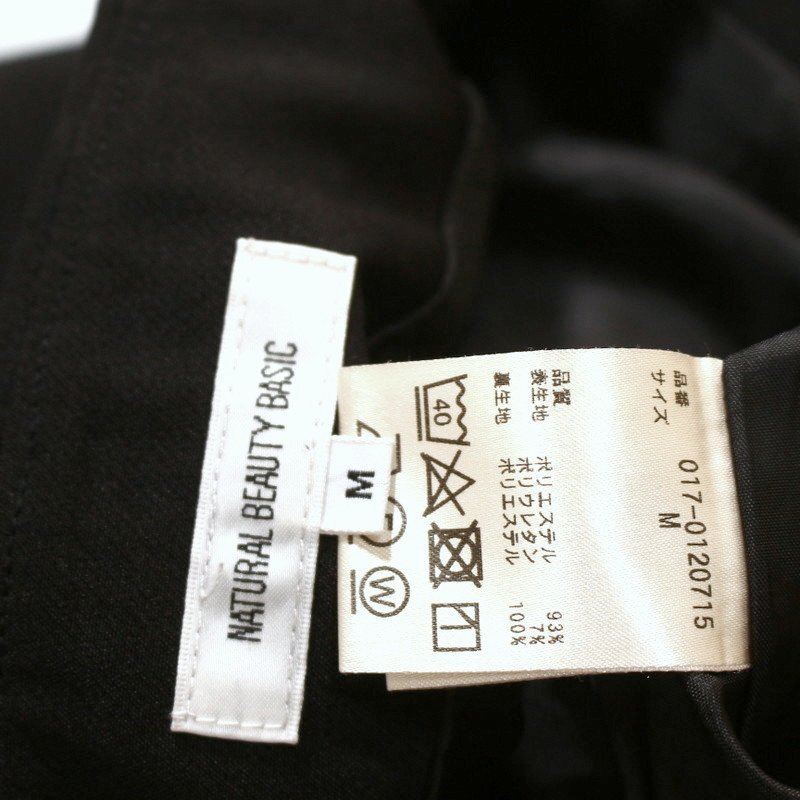 NATURAL BEAUTY BASIC
M
品番 017-0120715
サイズ M
品質
表生地 ポリエステル 93%
ポリウレタン 7%
裏生地 ポリエステル 100%
40
W